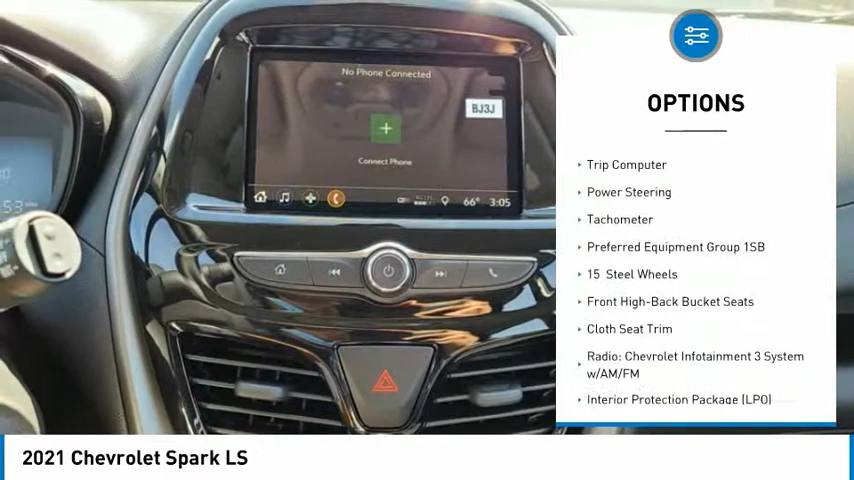 No Phone Connected
BJ3J
Connect Phone
66° 3:05
53
OPTIONS
Trip Computer
Power Steering
Tachometer
Preferred Equipment Group 1SB
15 Steel Wheels
Front High-Back Bucket Seats
Cloth Seat Trim
Radio: Chevrolet Infotainment 3 System
w/AM/FM
Interior Protection Package (LPO)
2021 Chevrolet Spark LS